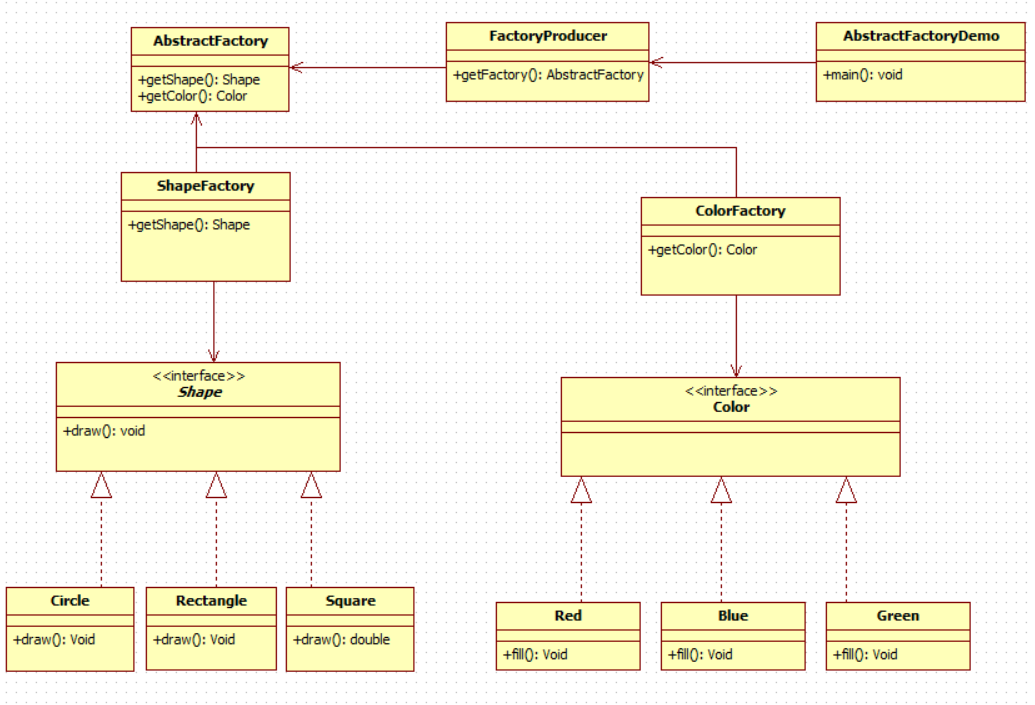 AbstractFactory
+getShape(): Shape
+getColor(): Color
FactoryProducer
+getFactory(): AbstractFactory
AbstractFactoryDemo
+main(): void
ShapeFactory
+getShape(): Shape
ColorFactory
+getColor(): Color
<<interface>>
Shape
+draw(): void
<<interface>>
Color
Circle
+draw(): Void
Rectangle
+draw(): Void
Square
+draw(): double
Red
+fill(): Void
Blue
+fill(): Void
Green
+fill(): Void